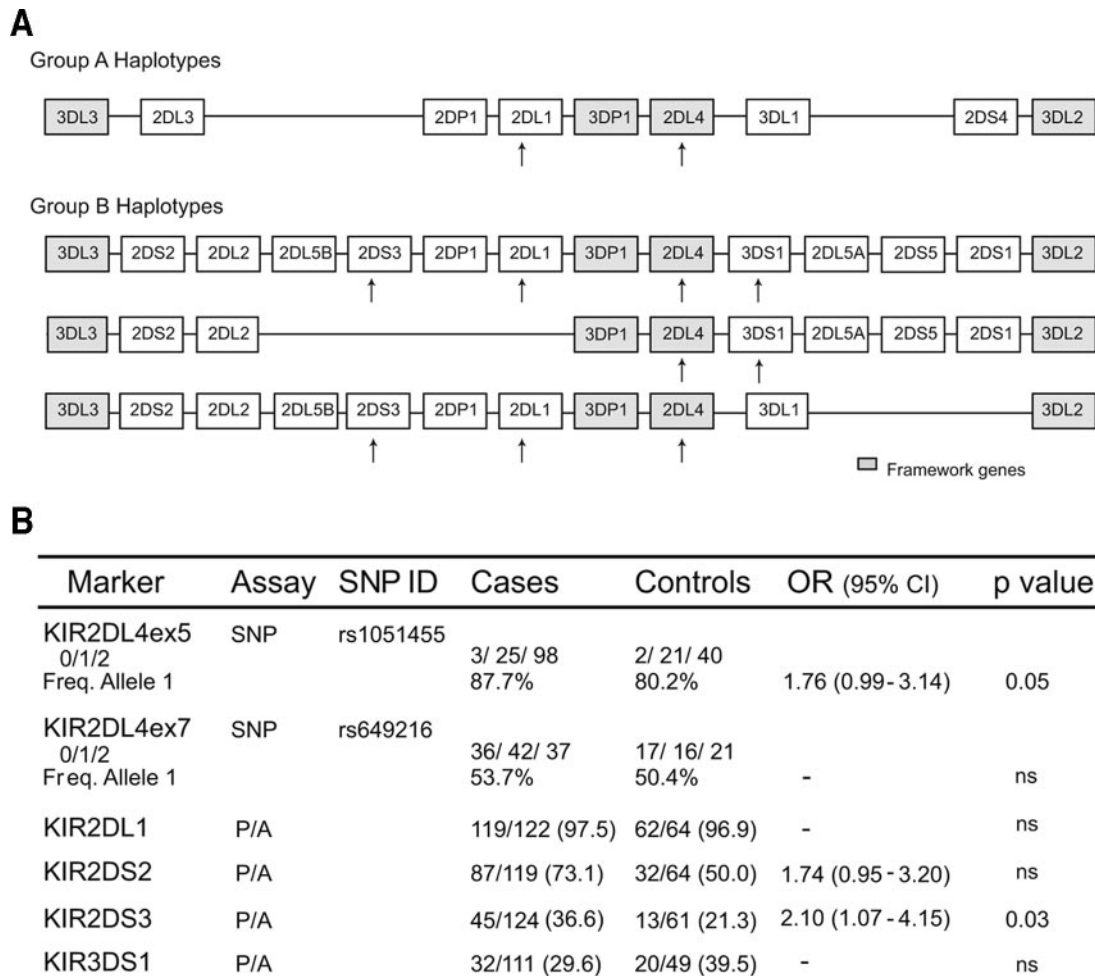 A
Group A Haplotypes
3DL3 2DL3 2DP1 2DL1 3DP1 2DL4 3DL1 2DS4 3DL2
Group B Haplotypes
3DL3 2DS2 2DL2 2DL5B 2DS3 2DP1 2DL1 3DP1 2DL4 3DS1 2DL5A 2DS5 2DS1 3DL2
3DL3 2DS2 2DL2 3DP1 2DL4 3DS1 2DL5A 2DS5 2DS1 3DL2
3DL3 2DS2 2DL2 2DL5B 2DS3 2DP1 2DL1 3DP1 2DL4 3DL1 3DL2
Framework genes
B
Marker Assay SNP ID Cases Controls OR (95% CI) p value
KIR2DL4ex5 SNP rs1051455
0/1/2 3/ 25/ 98 2/ 21/ 40
Freq. Allele 1 87.7% 80.2% 1.76 (0.99-3.14) 0.05
KIR2DL4ex7 SNP rs649216
0/1/2 36/ 42/ 37 17/ 16/ 21
Freq. Allele 1 53.7% 50.4% - ns
KIR2DL1 P/A 119/122 (97.5) 62/64 (96.9) - ns
KIR2DS2 P/A 87/119 (73.1) 32/64 (50.0) 1.74 (0.95-3.20) ns
KIR2DS3 P/A 45/124 (36.6) 13/61 (21.3) 2.10 (1.07-4.15) 0.03
KIR3DS1 P/A 32/111 (29.6) 20/49 (39.5) - ns